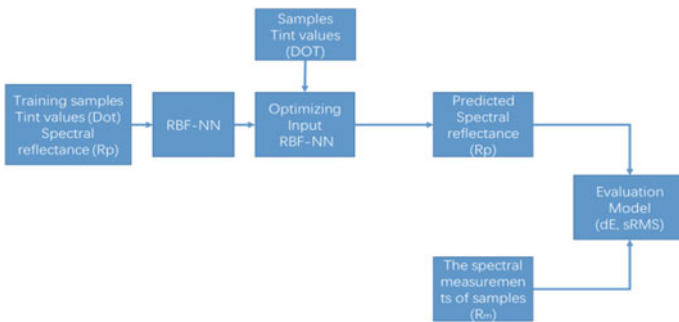 Samples
Tint values
(DOT)
Training samples
Tint values (Dot)
Spectral
reflectance (Rp)
RBF-NN
Optimizing
Input
RBF-NN
Predicted
Spectral
reflectance
(Rp)
Evaluation
Model
(dE, sRMS)
The spectral
measuremen
ts of samples
(Rm)